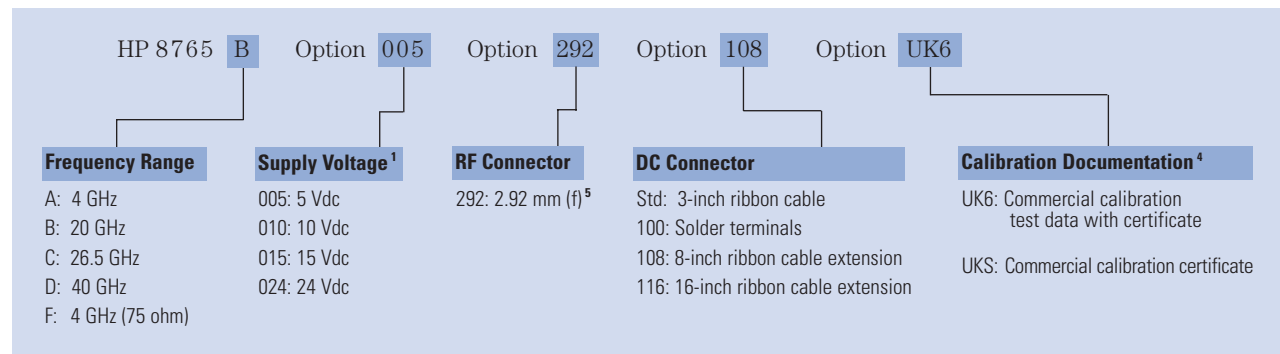 HP 8765 B Option 005 Option 292 Option 108 Option UK6
Frequency Range
A: 4 GHz
B: 20 GHz
C: 26.5 GHz
D: 40 GHz
F: 4 GHz (75 ohm)
Supply Voltage 1
005: 5 Vdc
010: 10 Vdc
015: 15 Vdc
024: 24 Vdc
RF Connector
292: 2.92 mm (f) 5
DC Connector
Std: 3-inch ribbon cable
100: Solder terminals
108: 8-inch ribbon cable extension
116: 16-inch ribbon cable extension
Calibration Documentation 4
UK6: Commercial calibration
test data with certificate
UKS: Commercial calibration certificate